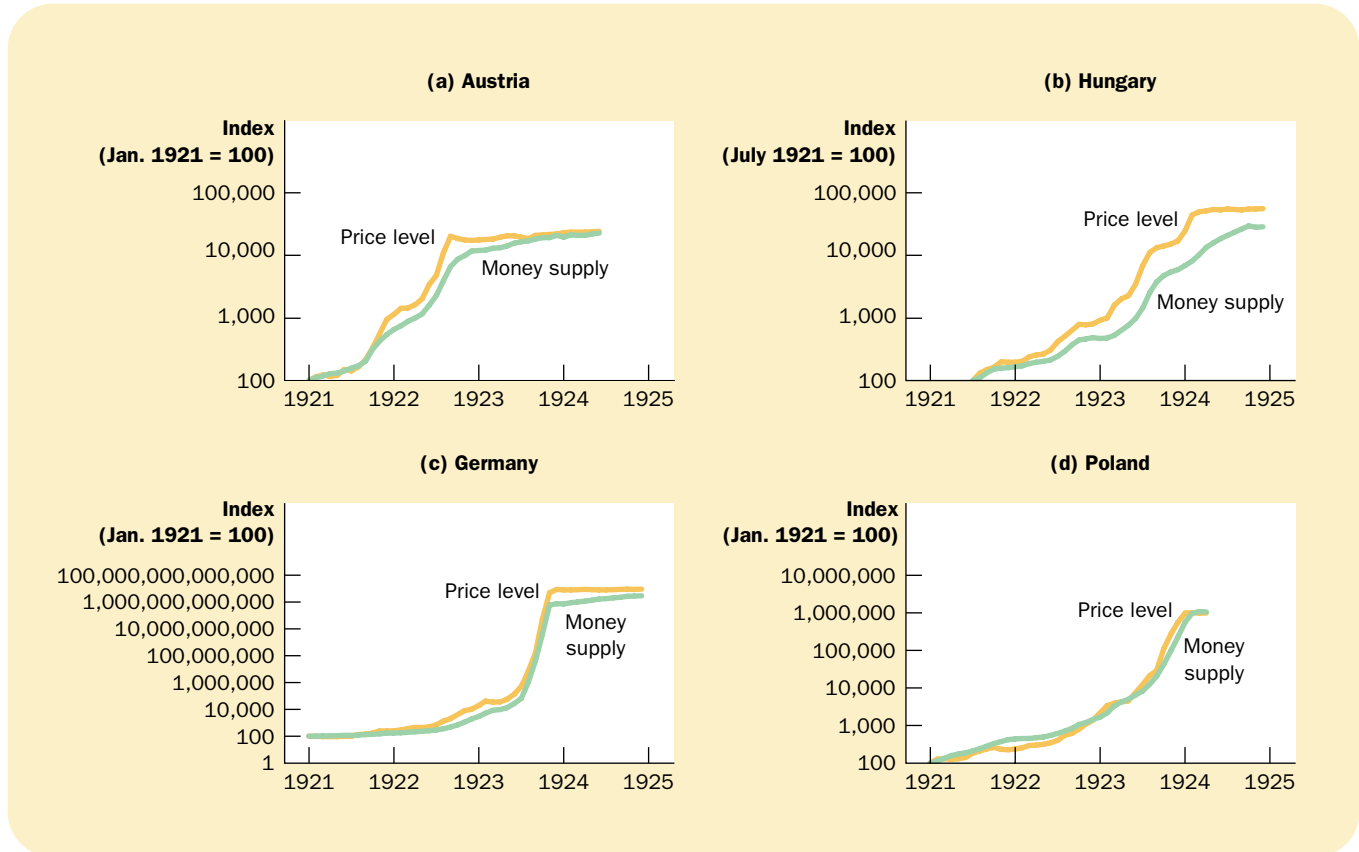 (a) Austria
Index
(Jan. 1921 = 100)
100,000
10,000
1,000
100
Price level
Money supply
1921 1922 1923 1924 1925
(b) Hungary
Index
(July 1921 = 100)
100,000
10,000
1,000
100
Price level
Money supply
1921 1922 1923 1924 1925
(c) Germany
Index
(Jan. 1921 = 100)
100,000,000,000,000
1,000,000,000,000
10,000,000,000
100,000,000
1,000,000
10,000
100
1
Price level
Money
supply
1921 1922 1923 1924 1925
(d) Poland
Index
(Jan. 1921 = 100)
10,000,000
1,000,000
100,000
10,000
1,000
100
Price level
Money
supply
1921 1922 1923 1924 1925